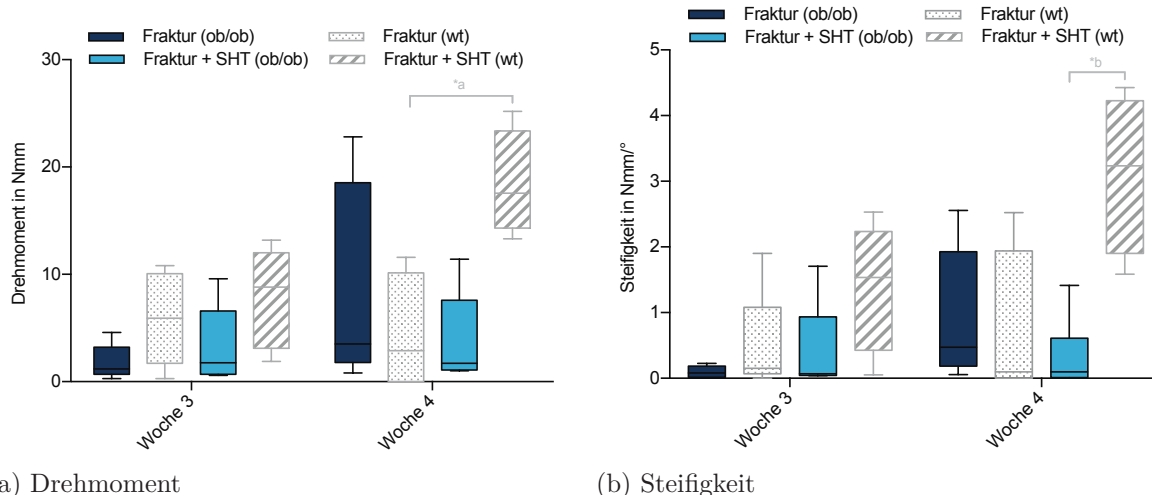 Fraktur (ob/ob)
Fraktur (wt)
Fraktur + SHT (ob/ob)
Fraktur + SHT (wt)
30
20
10
0
Drehmoment in Nmm
*a
Woche 3
Woche 4
a) Drehmoment
Fraktur (ob/ob)
Fraktur (wt)
Fraktur + SHT (ob/ob)
Fraktur + SHT (wt)
5
4
3
2
1
0
Steifigkeit in Nmm/°
*b
Woche 3
Woche 4
(b) Steifigkeit